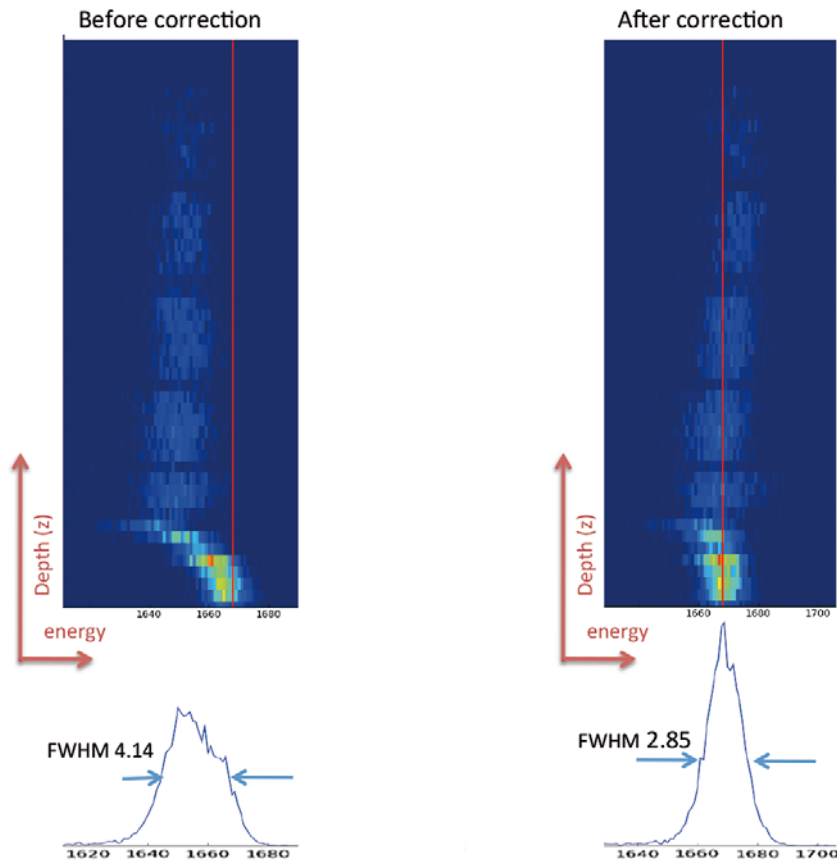 Before correction
After correction
Depth (z)
1640 1660 1680
energy
Depth (z)
1660 1680 1700
energy
FWHM 4.14
1620 1640 1660 1680
FWHM 2.85
1640 1660 1680 1700